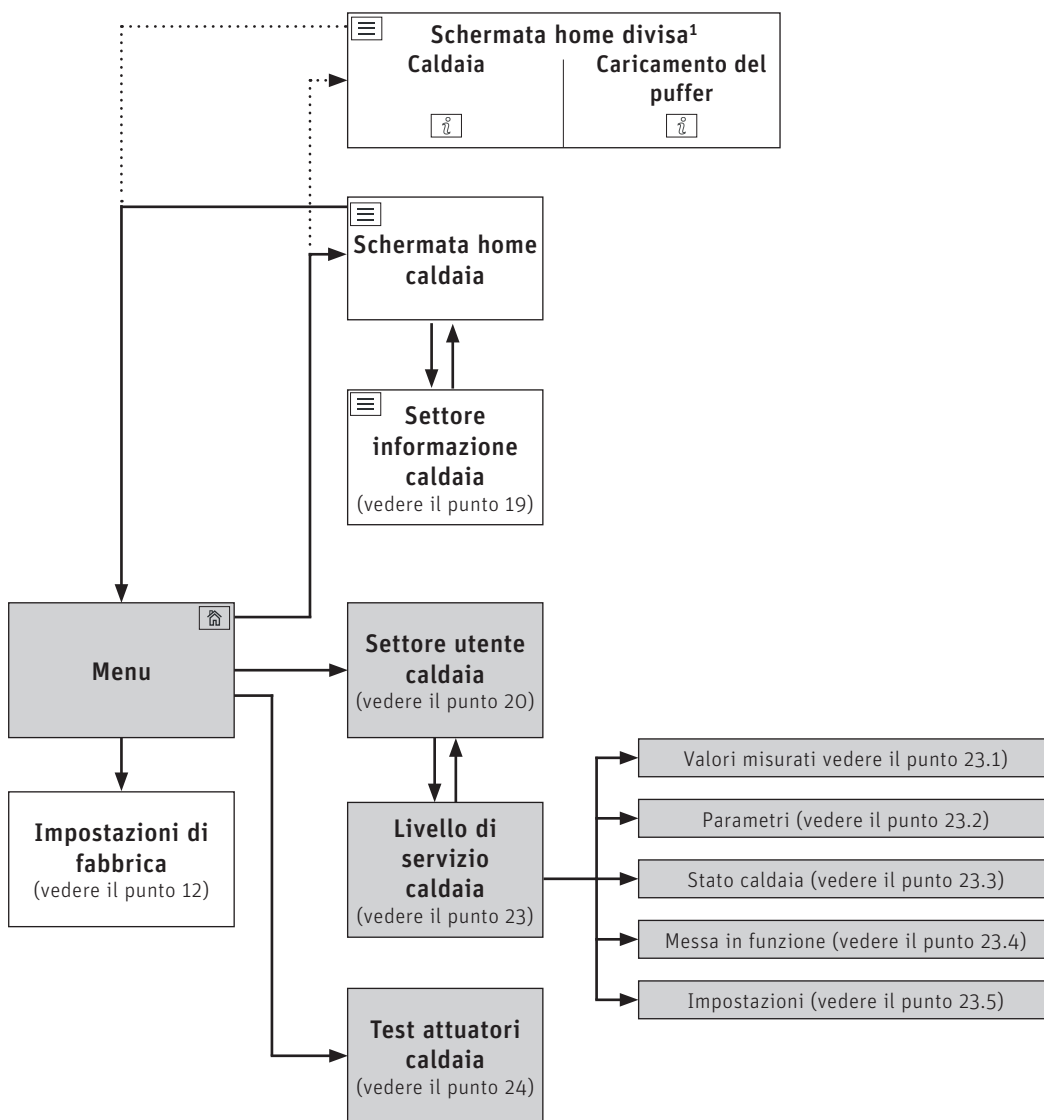 Schermata home divisa¹
Caldaia
Caricamento del
puffer
i
i
Schermata home
caldaia
Settore
informazione
caldaia
(vedere il punto 19)
Menu
Settore utente
caldaia
(vedere il punto 20)
Impostazioni di
fabbrica
(vedere il punto 12)
Livello di
servizio
caldaia
(vedere il punto 23)
Valori misurati vedere il punto 23.1)
Parametri (vedere il punto 23.2)
Stato caldaia (vedere il punto 23.3)
Messa in funzione (vedere il punto 23.4)
Impostazioni (vedere il punto 23.5)
Test attuatori
caldaia
(vedere il punto 24)